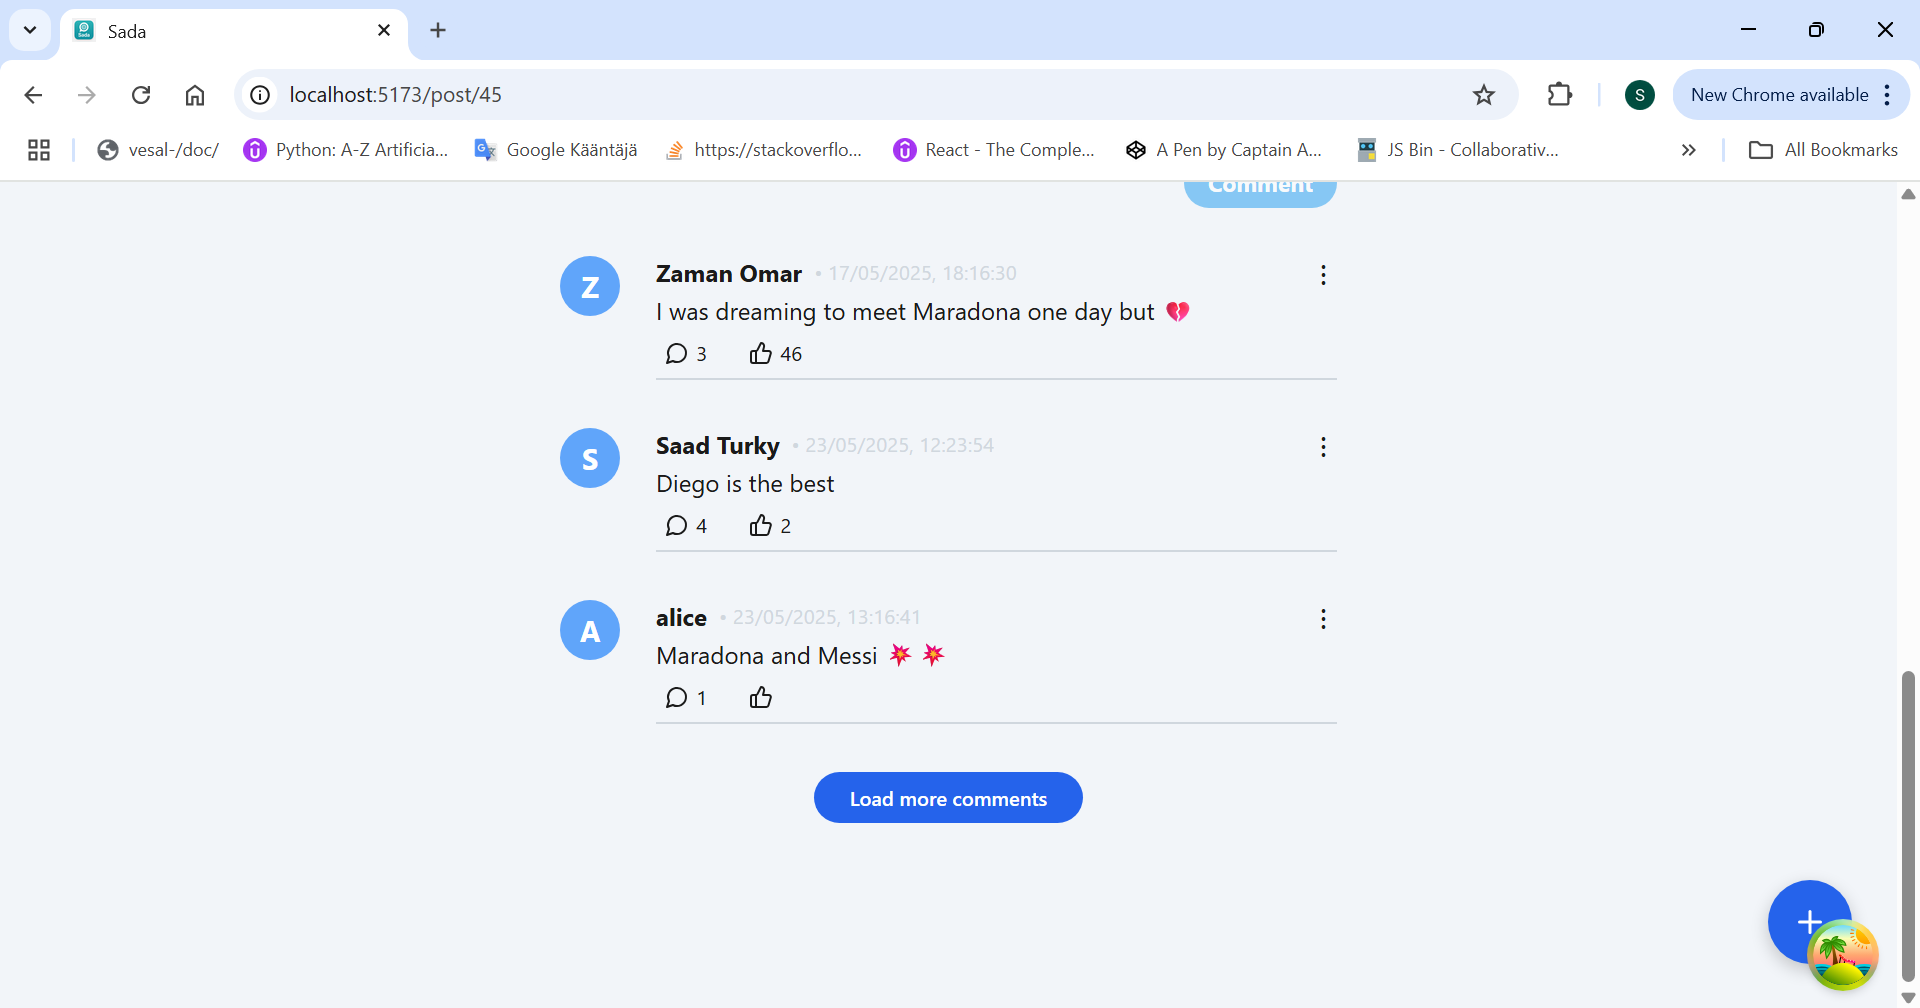 Sada
localhost:5173/post/45
S
New Chrome available
vesal-/doc/
Python: A-Z Artificia...
Google Kääntäjä
https://stackoverflo...
React - The Comple...
A Pen by Captain A...
JS Bin - Collaborativ...
All Bookmarks
Comment
Z
Zaman Omar • 17/05/2025, 18:16:30
I was dreaming to meet Maradona one day but 💔
3 46
S
Saad Turky • 23/05/2025, 12:23:54
Diego is the best
4 2
A
alice • 23/05/2025, 13:16:41
Maradona and Messi 💥 💥
1
Load more comments